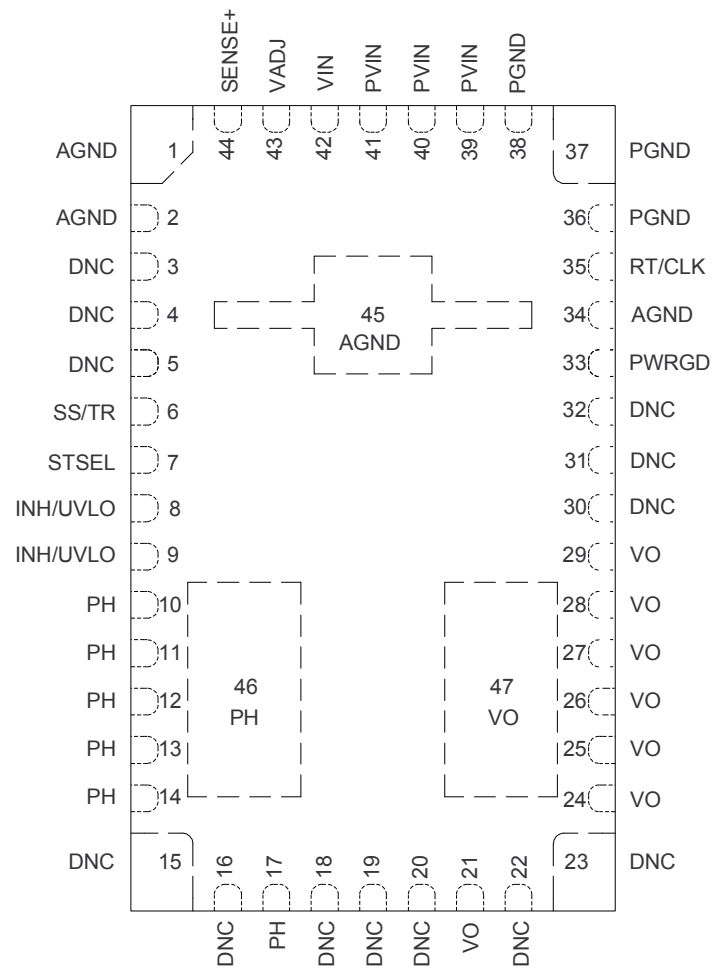 SENSE+
VADJ
VIN
PVIN
PVIN
PVIN
PGND
44
43
42
41
40
39
38
AGND 1
37 PGND
AGND 2
36 PGND
DNC 3
35 RT/CLK
DNC 4
34 AGND
45
AGND
DNC 5
33 PWRGD
SS/TR 6
32 DNC
STSEL 7
31 DNC
INH/UVLO 8
30 DNC
INH/UVLO 9
29 VO
PH 10
28 VO
PH 11
27 VO
46
PH
47
VO
PH 12
26 VO
PH 13
25 VO
PH 14
24 VO
DNC 15
23 DNC
16
17
18
19
20
21
22
DNC
PH
DNC
DNC
DNC
VO
DNC